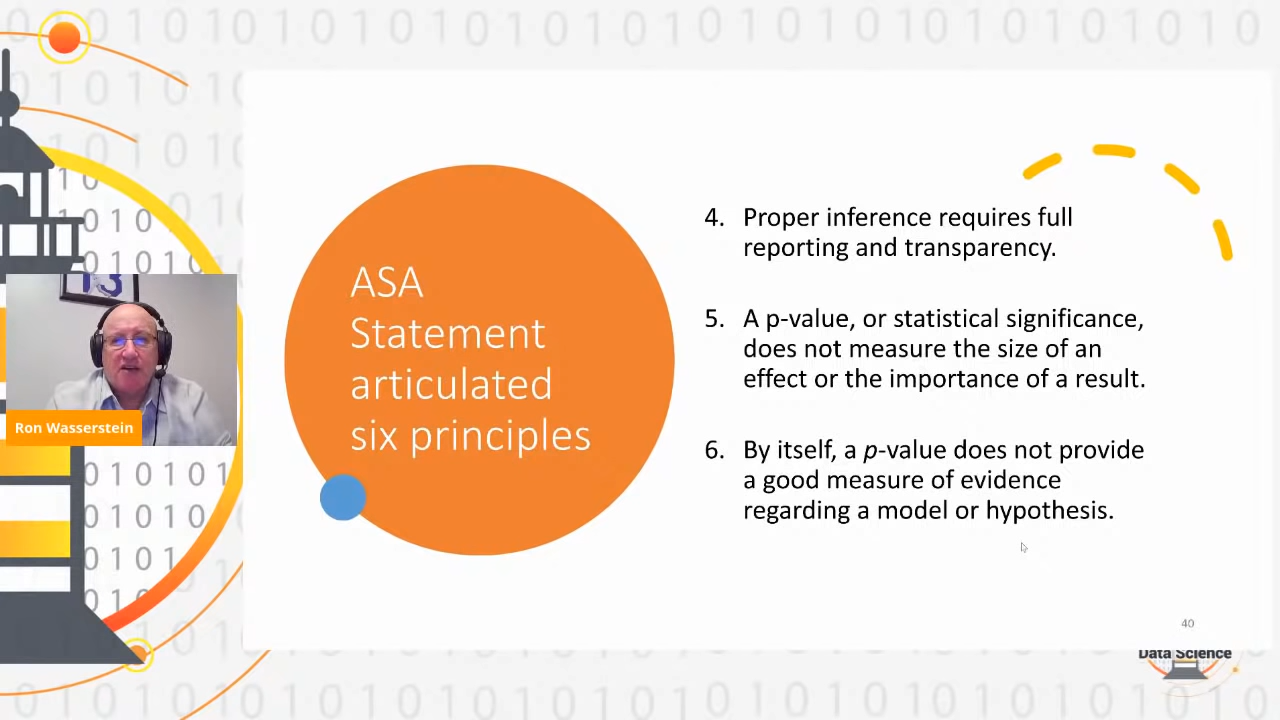 ASA
Statement
articulated
six principles
4. Proper inference requires full
reporting and transparency.
5. A p-value, or statistical significance,
does not measure the size of an
effect or the importance of a result.
6. By itself, a p-value does not provide
a good measure of evidence
regarding a model or hypothesis.
13
Ron Wasserstein
40
Data Science